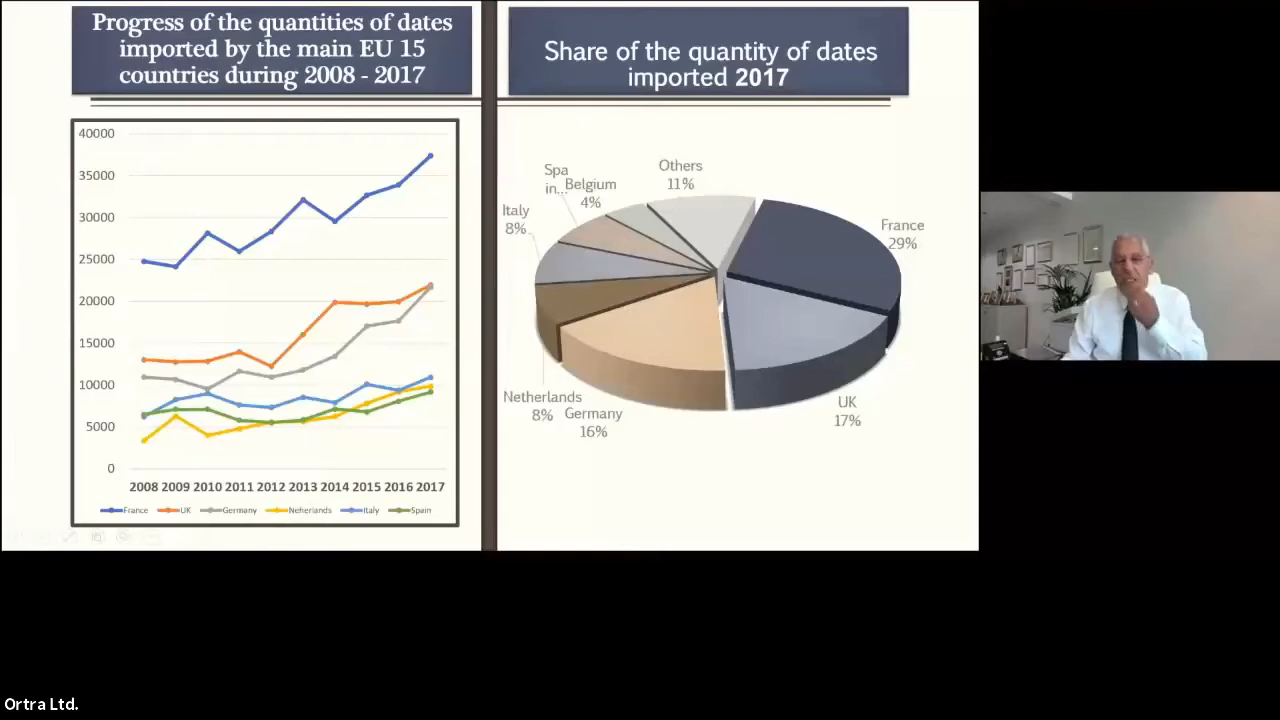 Progress of the quantities of dates
imported by the main EU 15
countries during 2008 - 2017
40000
35000
30000
25000
20000
15000
10000
5000
0
2008 2009 2010 2011 2012 2013 2014 2015 2016 2017
France UK Germany Neherlands Italy Spain
Share of the quantity of dates
imported 2017
Others
11%
Spa
in...
Belgium
4%
Italy
8%
France
29%
Netherlands
8%
Germany
16%
UK
17%
Ortra Ltd.